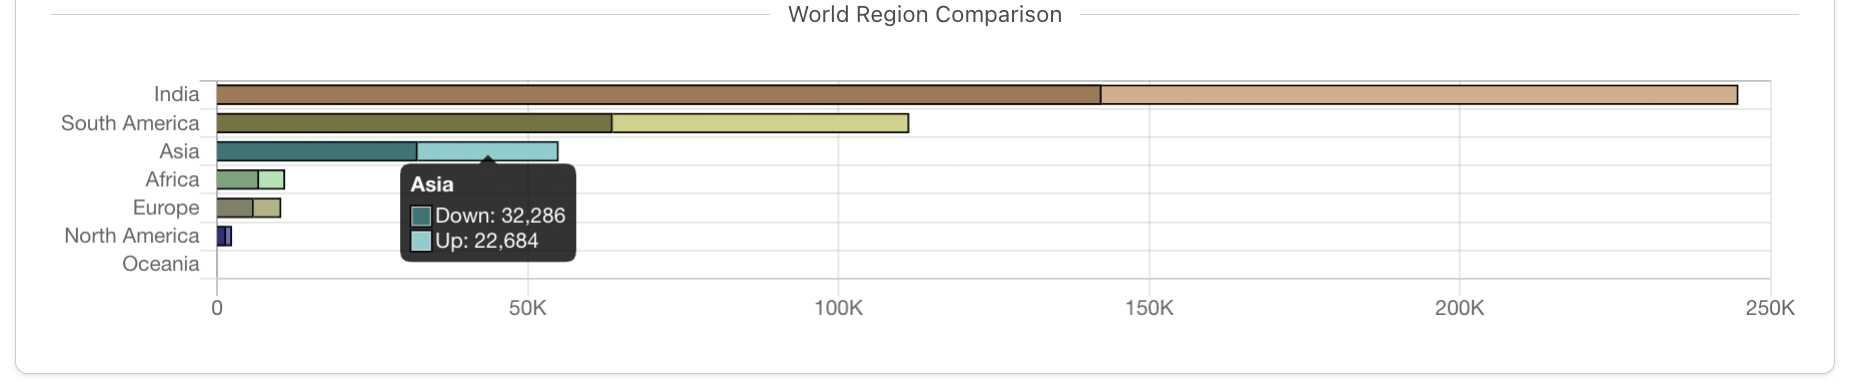 World Region Comparison
India
South America
Asia
Africa
Europe
North America
Oceania
Asia
Down: 32,286
Up: 22,684
0 50K 100K 150K 200K 250K